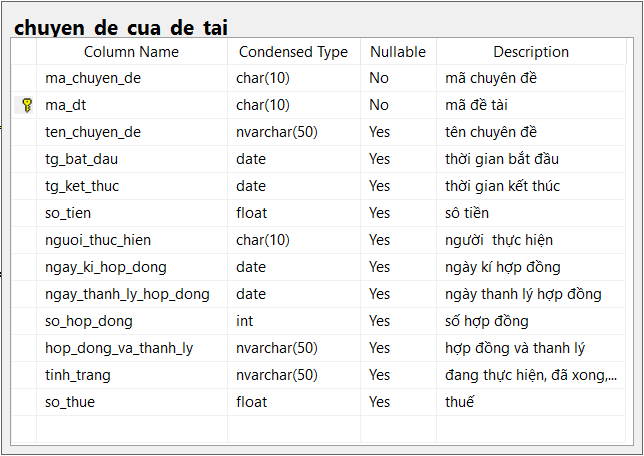 chuyen_de_cua_de_tai
Column Name Condensed Type Nullable Description
ma_chuyen_de char(10) No mã chuyên đề
ma_dt char(10) No mã đề tài
ten_chuyen_de nvarchar(50) Yes tên chuyên đề
tg_bat_dau date Yes thời gian bắt đầu
tg_ket_thuc date Yes thời gian kết thúc
so_tien float Yes sô tiền
nguoi_thuc_hien char(10) Yes người thực hiện
ngay_ki_hop_dong date Yes ngày kí hợp đồng
ngay_thanh_ly_hop_dong date Yes ngày thanh lý hợp đồng
so_hop_dong int Yes số hợp đồng
hop_dong_va_thanh_ly nvarchar(50) Yes hợp đồng và thanh lý
tinh_trang nvarchar(50) Yes đang thực hiện, đã xong,...
so_thue float Yes thuế